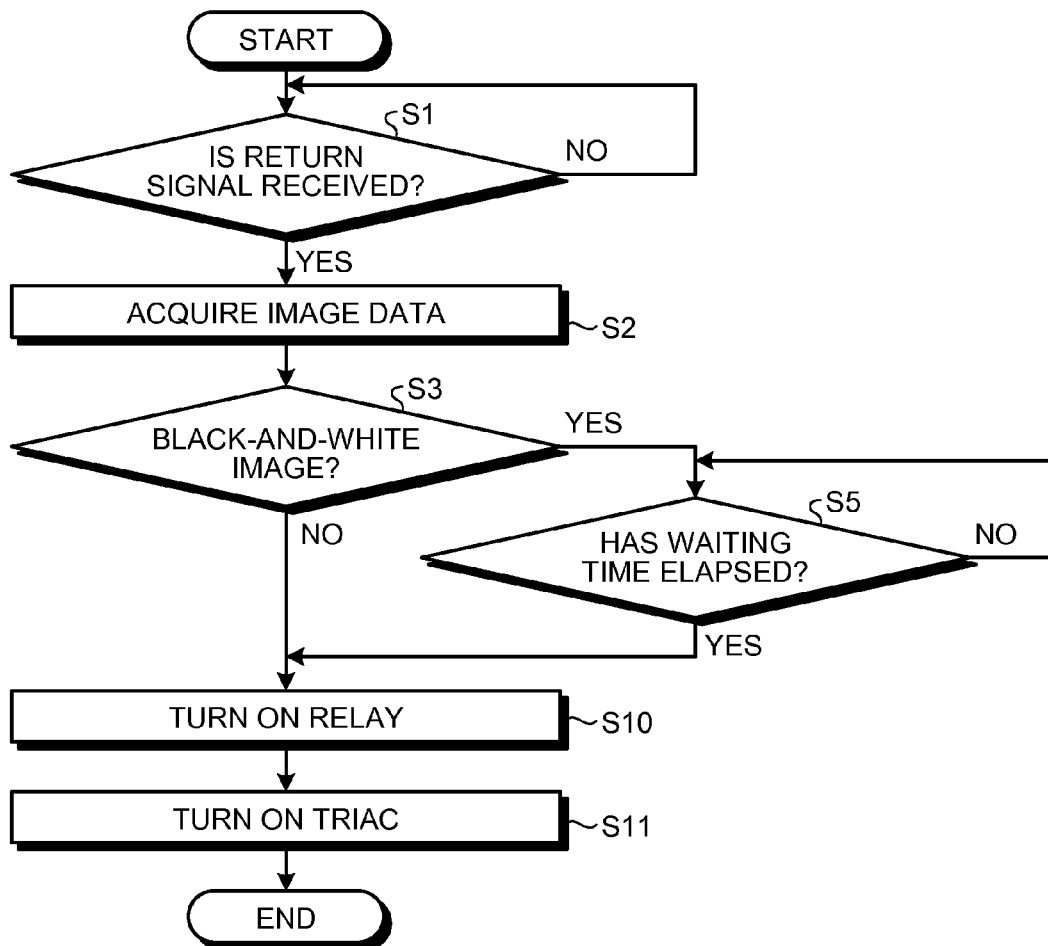 START
S1
IS RETURN
SIGNAL RECEIVED?
NO
YES
ACQUIRE IMAGE DATA
S2
S3
BLACK-AND-WHITE
IMAGE?
YES
NO
S5
HAS WAITING
TIME ELAPSED?
NO
YES
TURN ON RELAY
S10
TURN ON TRIAC
S11
END